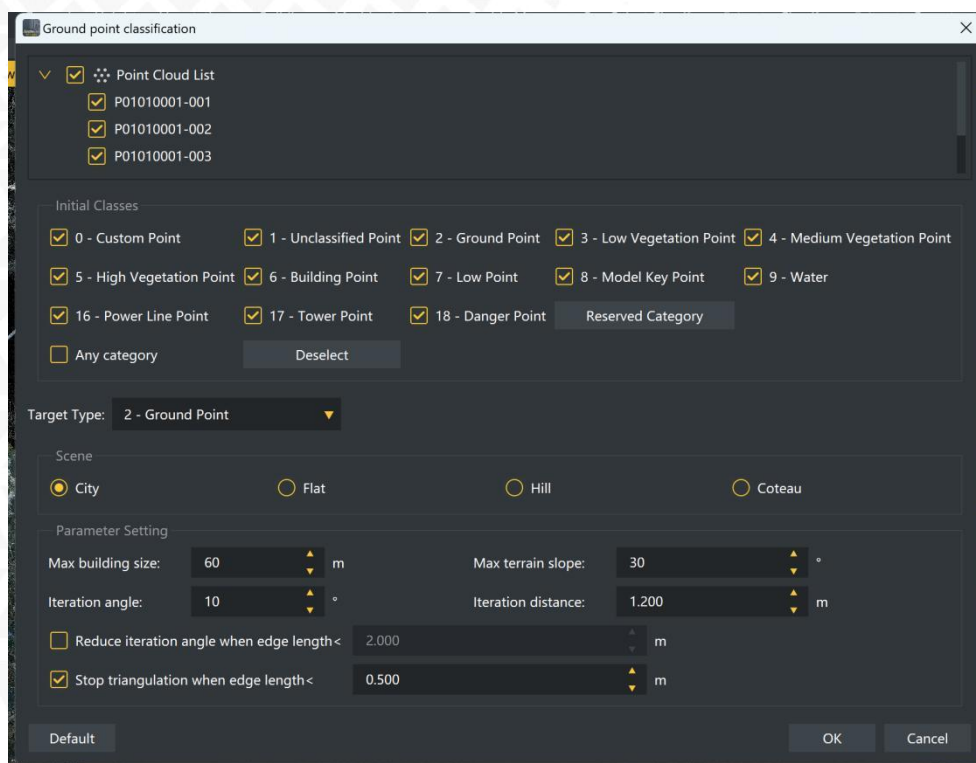 Ground point classification
Point Cloud List
P01010001-001
P01010001-002
P01010001-003
Initial Classes
0 - Custom Point 1 - Unclassified Point 2 - Ground Point 3 - Low Vegetation Point 4 - Medium Vegetation Point
5 - High Vegetation Point 6 - Building Point 7 - Low Point 8 - Model Key Point 9 - Water
16 - Power Line Point 17 - Tower Point 18 - Danger Point Reserved Category
Any category Deselect
Target Type: 2 - Ground Point
Scene
City Flat Hill Coteau
Parameter Setting
Max building size: 60 m Max terrain slope: 30 °
Iteration angle: 10 ° Iteration distance: 1.200 m
Reduce iteration angle when edge length< 2.000 m
Stop triangulation when edge length< 0.500 m
Default OK Cancel